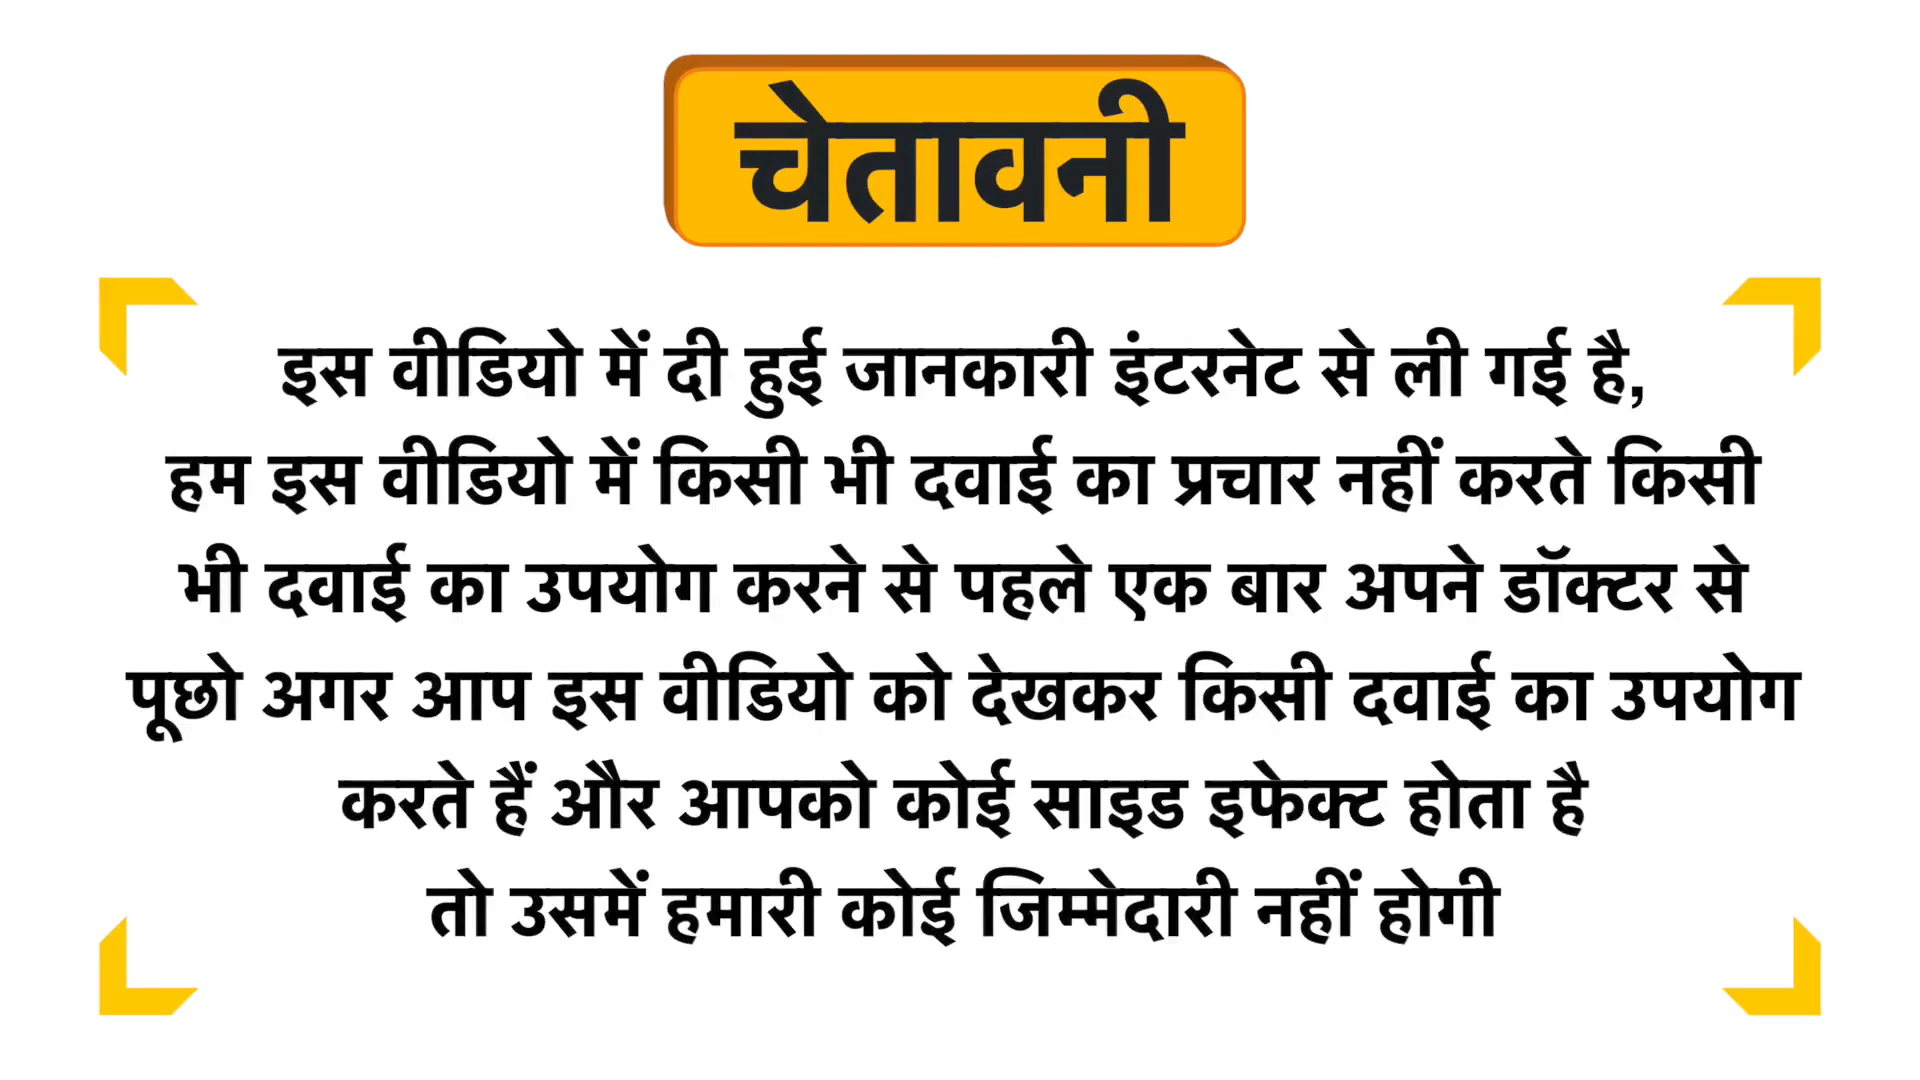 चेतावनी
इस वीडियो में दी हुई जानकारी इंटरनेट से ली गई है,
हम इस वीडियो में किसी भी दवाई का प्रचार नहीं करते किसी
भी दवाई का उपयोग करने से पहले एक बार अपने डॉक्टर से
पूछो अगर आप इस वीडियो को देखकर किसी दवाई का उपयोग
करते हैं और आपको कोई साइड इफेक्ट होता है
तो उसमें हमारी कोई जिम्मेदारी नहीं होगी